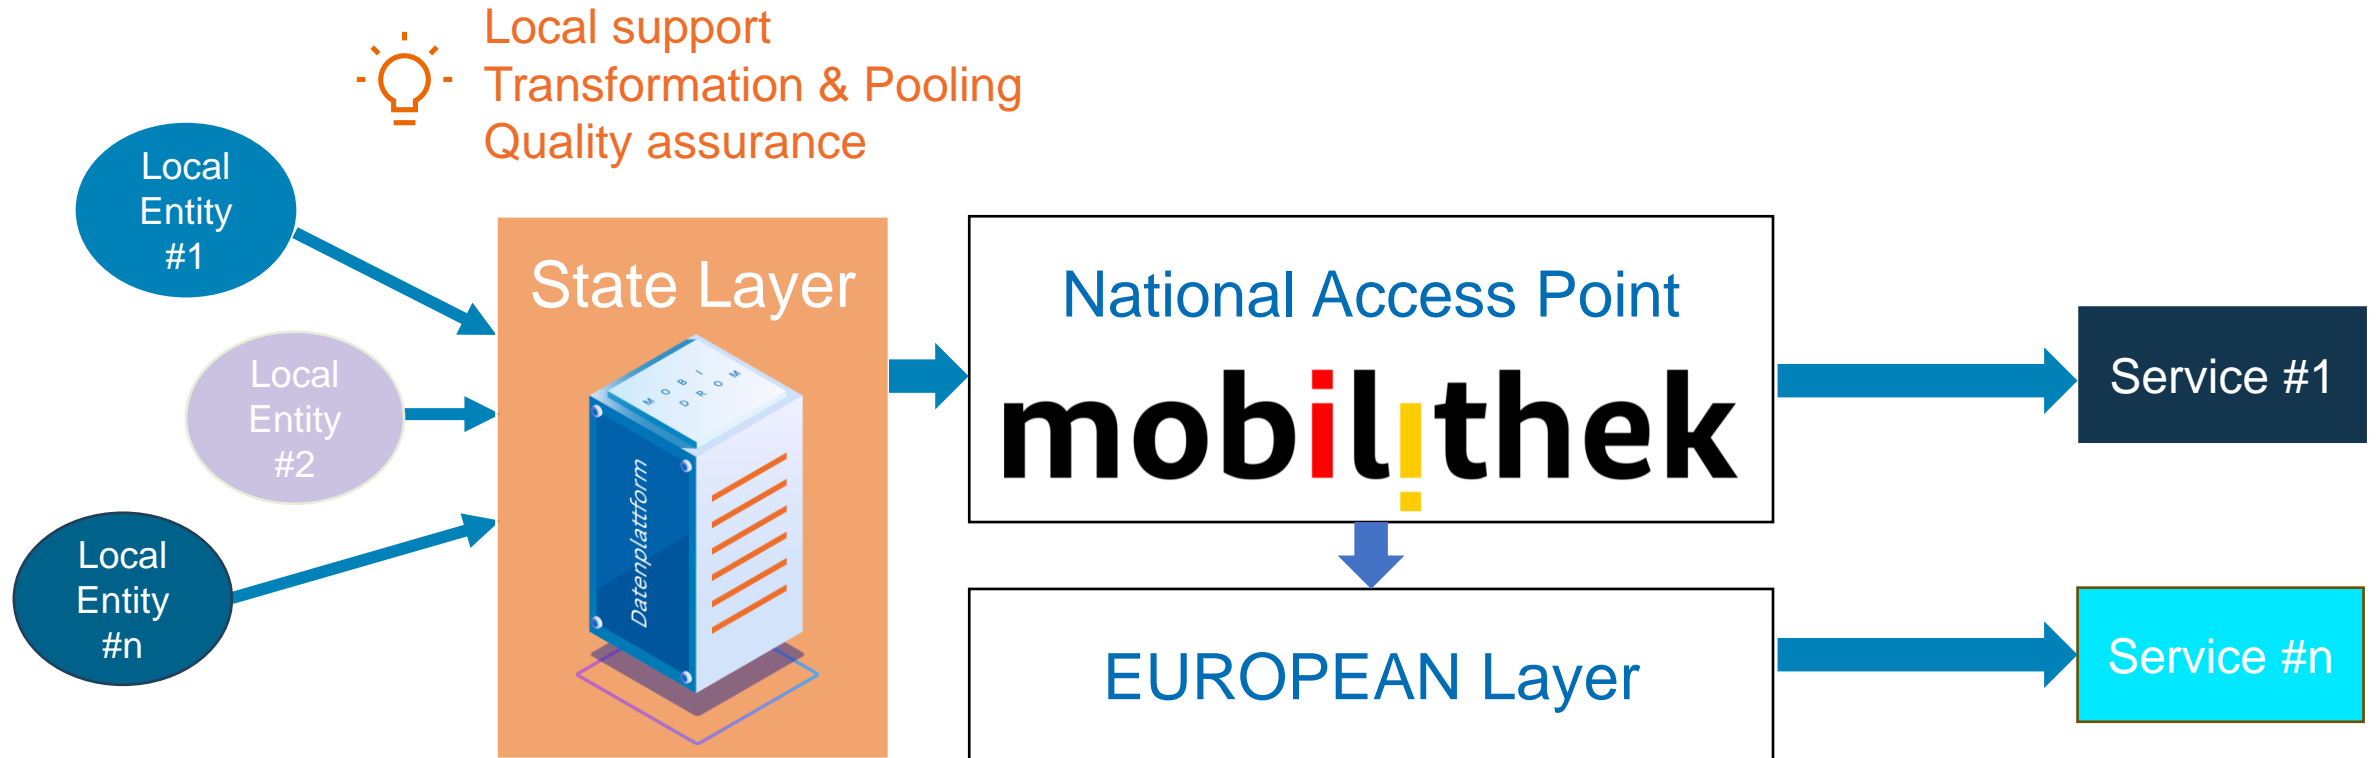 Local support
Transformation & Pooling
Quality assurance
Local
Entity
#1
Local
Entity
#2
Local
Entity
#n
State Layer
MOBI
DROM
Datenplattform
National Access Point
mobilithek
EUROPEAN Layer
Service #1
Service #n